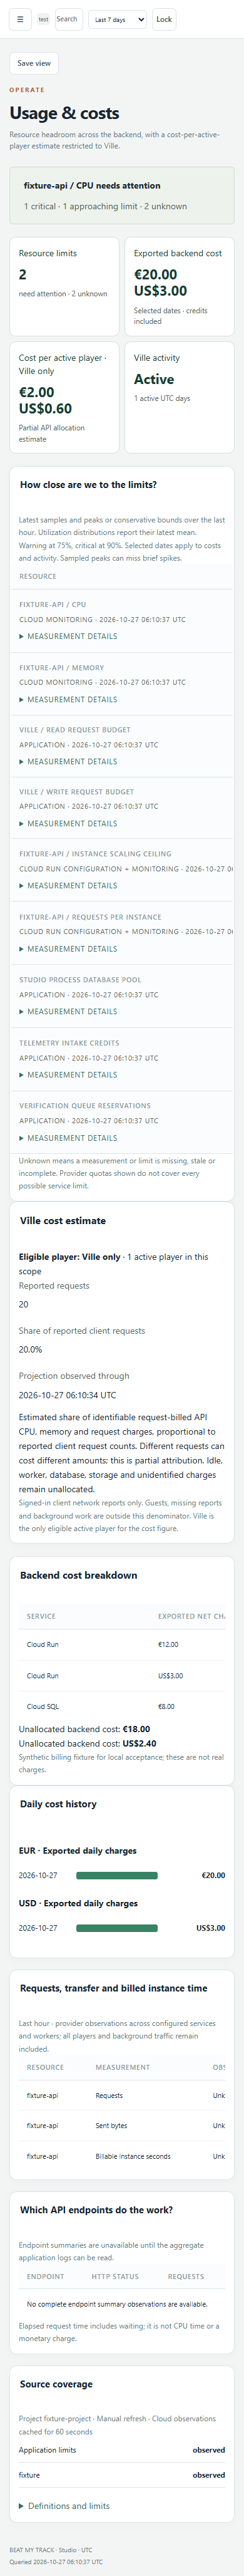 ☰ test Search Last 7 days Lock
Save view
OPERATE
Usage & costs
Resource headroom across the backend, with a cost-per-active-
player estimate restricted to Ville.
fixture-api / CPU needs attention
1 critical · 1 approaching limit · 2 unknown
Resource limits
2
need attention · 2 unknown
Exported backend cost
€20.00
US$3.00
Selected dates · credits
included
Cost per active player ·
Ville only
€2.00
US$0.60
Partial API allocation
estimate
Ville activity
Active
1 active UTC days
How close are we to the limits?
Latest samples and peaks or conservative bounds over the last
hour. Utilization distributions report their latest mean.
Warning at 75%, critical at 90%. Selected dates apply to costs
and activity. Sampled peaks can miss brief spikes.
RESOURCE
FIXTURE-API / CPU
CLOUD MONITORING · 2026-10-27 06:10:37 UTC
▶ MEASUREMENT DETAILS
FIXTURE-API / MEMORY
CLOUD MONITORING · 2026-10-27 06:10:37 UTC
▶ MEASUREMENT DETAILS
VILLE / READ REQUEST BUDGET
APPLICATION · 2026-10-27 06:10:37 UTC
▶ MEASUREMENT DETAILS
VILLE / WRITE REQUEST BUDGET
APPLICATION · 2026-10-27 06:10:37 UTC
▶ MEASUREMENT DETAILS
FIXTURE-API / INSTANCE SCALING CEILING
CLOUD RUN CONFIGURATION + MONITORING · 2026-10-27 06
▶ MEASUREMENT DETAILS
FIXTURE-API / REQUESTS PER INSTANCE
CLOUD RUN CONFIGURATION + MONITORING · 2026-10-27 06
▶ MEASUREMENT DETAILS
STUDIO PROCESS DATABASE POOL
APPLICATION · 2026-10-27 06:10:37 UTC
▶ MEASUREMENT DETAILS
TELEMETRY INTAKE CREDITS
APPLICATION · 2026-10-27 06:10:37 UTC
▶ MEASUREMENT DETAILS
VERIFICATION QUEUE RESERVATIONS
APPLICATION · 2026-10-27 06:10:37 UTC
▶ MEASUREMENT DETAILS
Unknown means a measurement or limit is missing, stale or
incomplete. Provider quotas shown do not cover every
possible service limit.
Ville cost estimate
Eligible player: Ville only · 1 active player in this
scope
Reported requests
20
Share of reported client requests
20.0%
Projection observed through
2026-10-27 06:10:34 UTC
Estimated share of identifiable request-billed API
CPU, memory and request charges, proportional to
reported client request counts. Different requests can
cost different amounts; this is partial attribution. Idle,
worker, database, storage and unidentified charges
remain unallocated.
Signed-in client network reports only. Guests, missing reports
and background work are outside this denominator. Ville is
the only eligible active player for the cost figure.
Backend cost breakdown
SERVICE EXPORTED NET CHA
Cloud Run €12.00
Cloud Run US$3.00
Cloud SQL €8.00
Unallocated backend cost: €18.00
Unallocated backend cost: US$2.40
Synthetic billing fixture for local acceptance; these are not real
charges.
Daily cost history
EUR · Exported daily charges
2026-10-27 €20.00
USD · Exported daily charges
2026-10-27 US$3.00
Requests, transfer and billed instance time
Last hour · provider observations across configured services
and workers; all players and background traffic remain
included.
RESOURCE MEASUREMENT OBS
fixture-api Requests Unk
fixture-api Sent bytes Unk
fixture-api Billable instance seconds Unk
Which API endpoints do the work?
Endpoint summaries are unavailable until the aggregate
application logs can be read.
ENDPOINT HTTP STATUS REQUESTS
No complete endpoint summary observations are available.
Elapsed request time includes waiting; it is not CPU time or a
monetary charge.
Source coverage
Project fixture-project · Manual refresh · Cloud observations
cached for 60 seconds
Application limits observed
fixture observed
▶ Definitions and limits
BEAT MY TRACK · Studio · UTC
Queried 2026-10-27 06:10:37 UTC